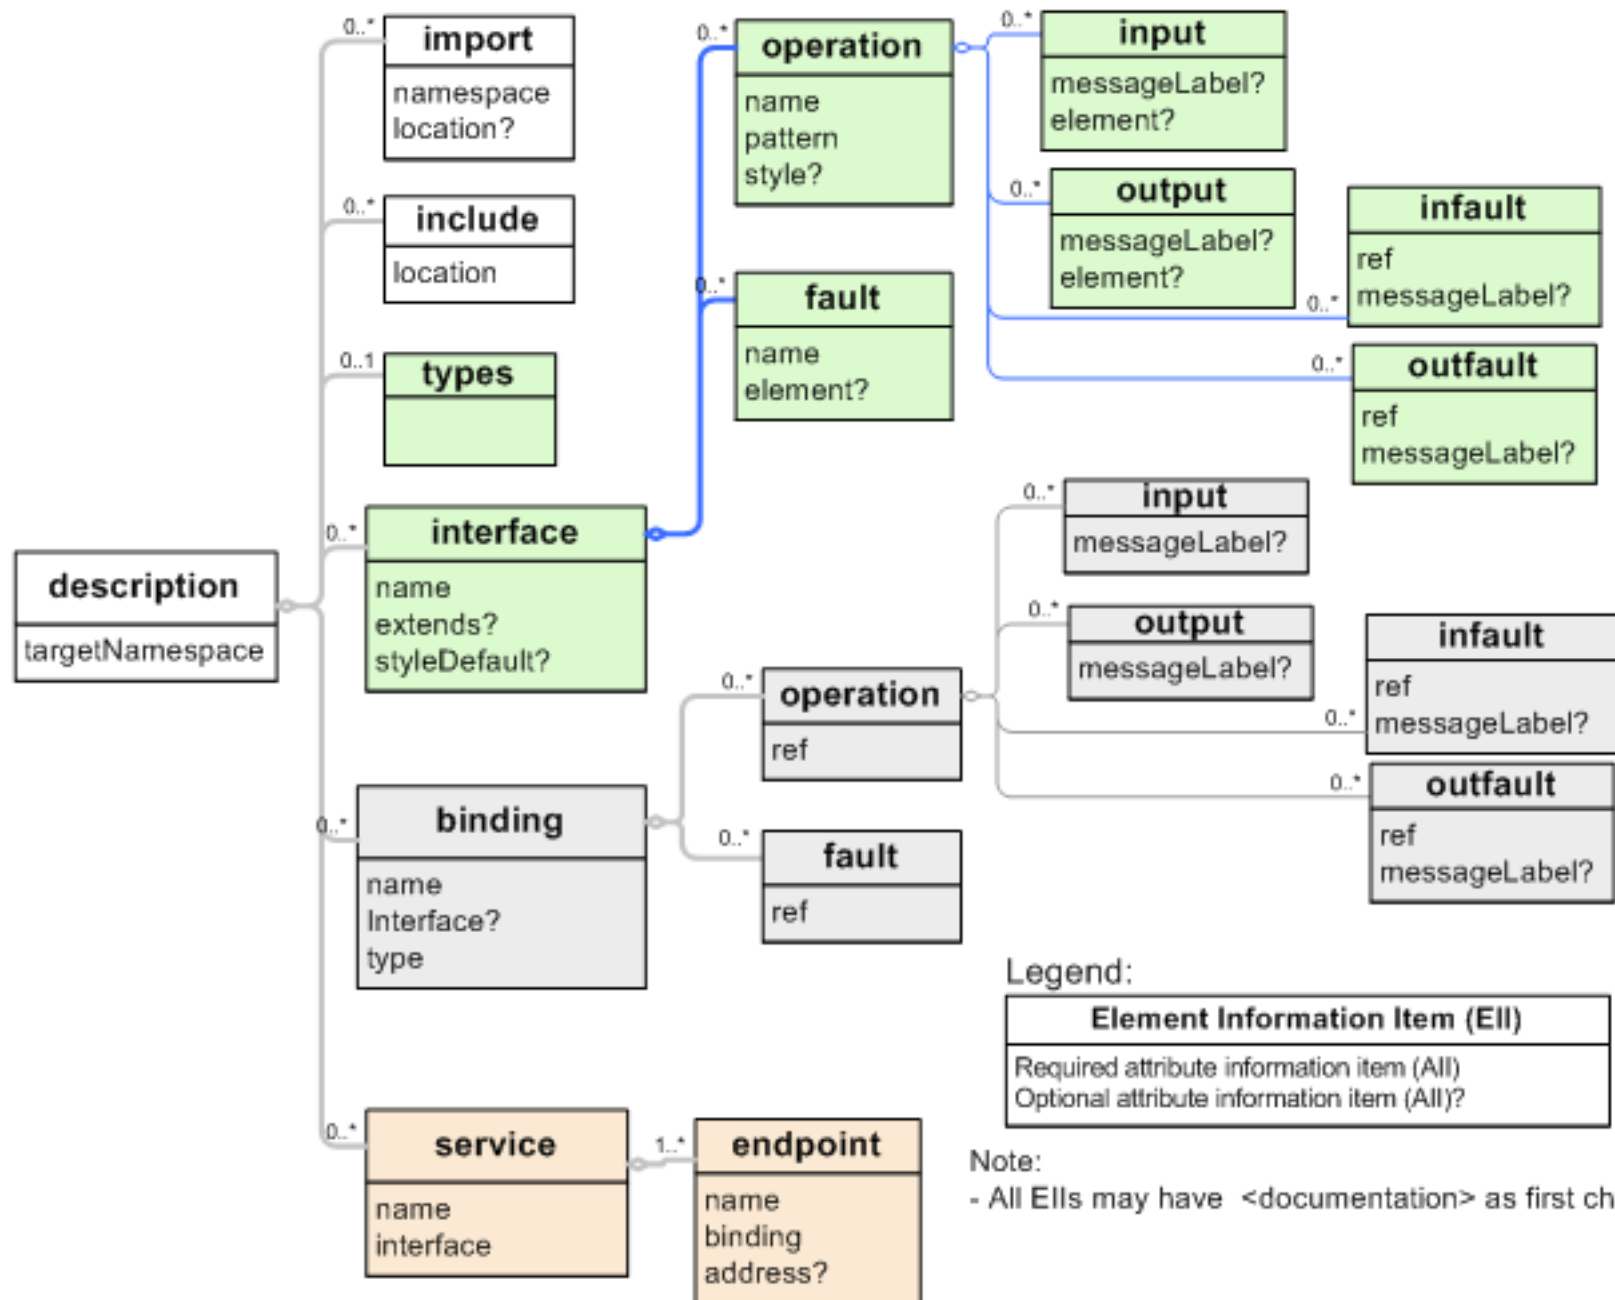 0..*
import
namespace
location?
0..*
include
location
0..1
types
0..*
interface
name
extends?
styleDefault?
description
targetNamespace
0..*
operation
name
pattern
style?
0..*
fault
name
element?
0..*
input
messageLabel?
element?
0..*
output
messageLabel?
element?
0..*
infault
ref
messageLabel?
0..*
outfault
ref
messageLabel?
0..*
binding
name
Interface?
type
0..*
operation
ref
0..*
fault
ref
0..*
input
messageLabel?
0..*
output
messageLabel?
0..*
infault
ref
messageLabel?
0..*
outfault
ref
messageLabel?
0..*
service
name
interface
1..*
endpoint
name
binding
address?
Legend:
Element Information Item (EII)
Required attribute information item (AII)
Optional attribute information item (AII)?
Note:
- All EIIs may have <documentation> as first ch